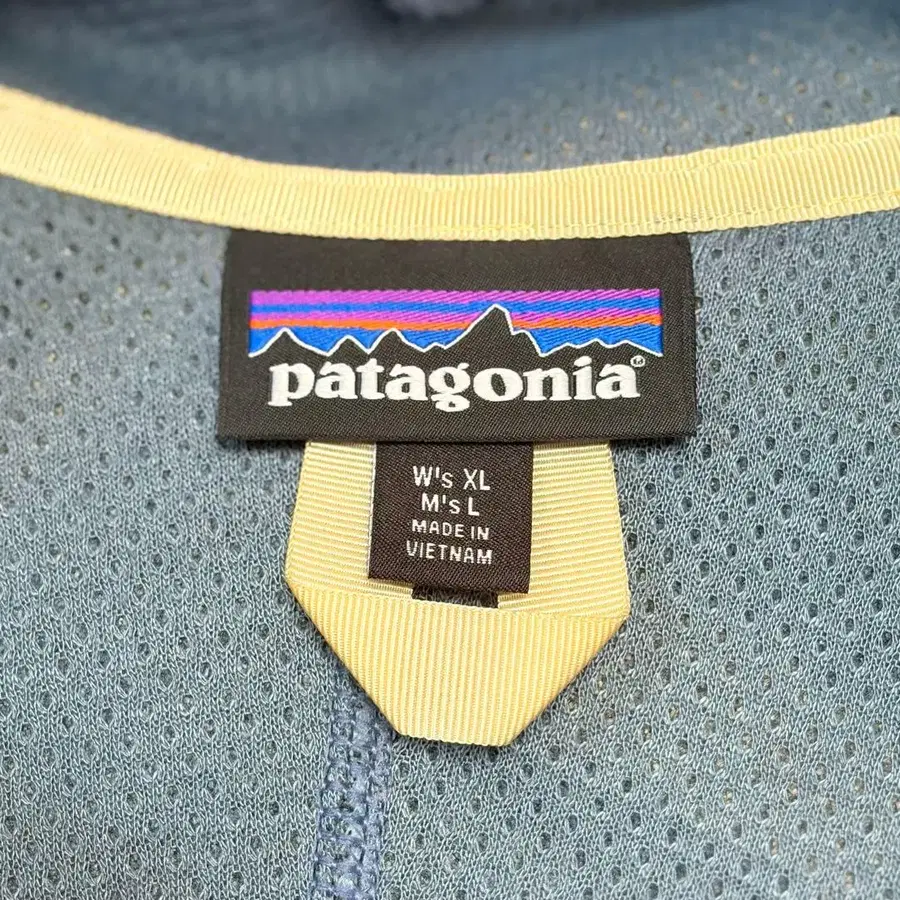 patagonia®
W's XL
M's L
MADE IN
VIETNAM